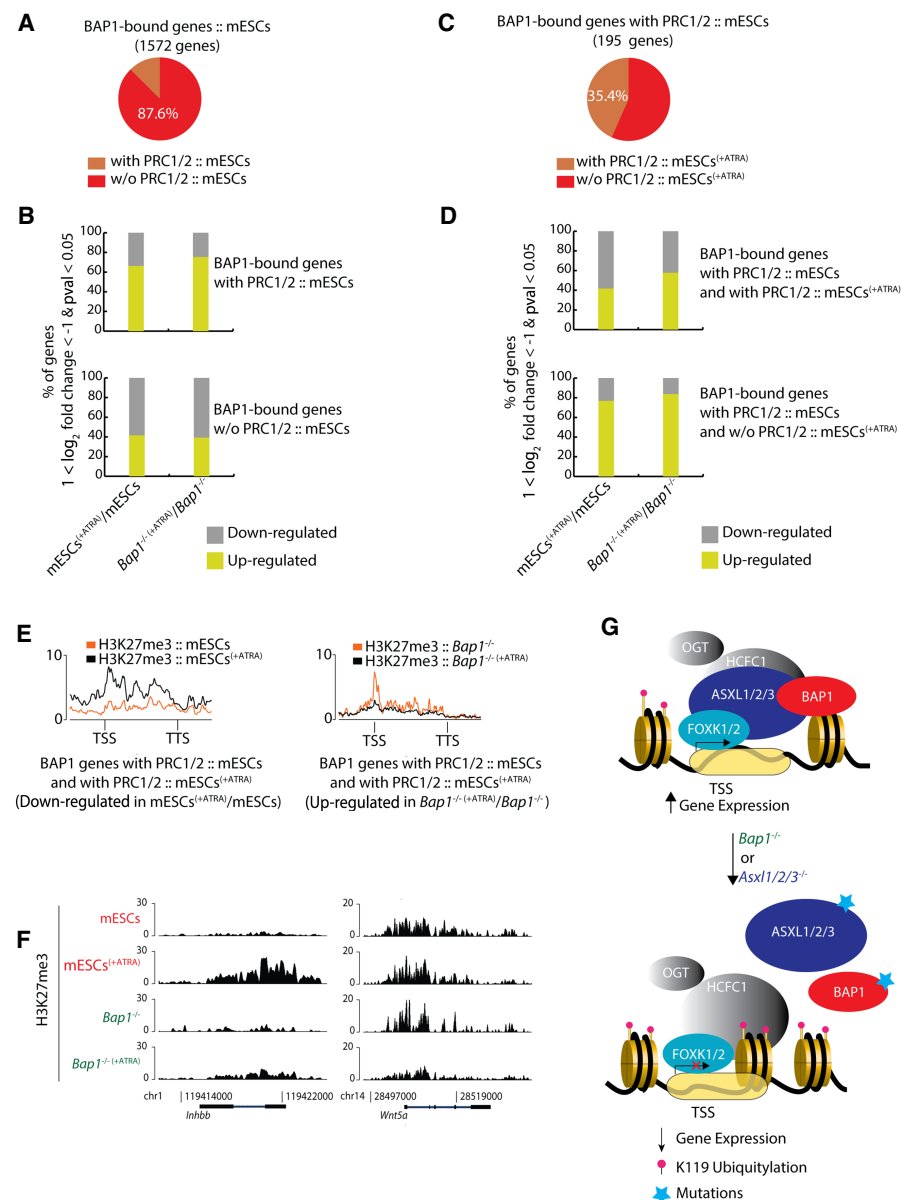 A
BAP1-bound genes :: mESCs
(1572 genes)
87.6%
with PRC1/2 :: mESCs
w/o PRC1/2 :: mESCs
C
BAP1-bound genes with PRC1/2 :: mESCs
(195 genes)
35.4%
with PRC1/2 :: mESCs(+ATRA)
w/o PRC1/2 :: mESCs(+ATRA)
B
% of genes
1 < log2 fold change < -1 & pval < 0.05
100
80
60
40
20
0
BAP1-bound genes
with PRC1/2 :: mESCs
100
80
60
40
20
0
BAP1-bound genes
w/o PRC1/2 :: mESCs
mESCs(+ATRA)/mESCs
Bap1-/- (+ATRA)/Bap1-/-
Down-regulated
Up-regulated
D
% of genes
1 < log2 fold change < -1 & pval < 0.05
100
80
60
40
20
0
BAP1-bound genes
with PRC1/2 :: mESCs
and with PRC1/2 :: mESCs(+ATRA)
100
80
60
40
20
0
BAP1-bound genes
with PRC1/2 :: mESCs
and w/o PRC1/2 :: mESCs(+ATRA)
mESCs(+ATRA)/mESCs
Bap1-/- (+ATRA)/Bap1-/-
Down-regulated
Up-regulated
E
H3K27me3 :: mESCs
H3K27me3 :: mESCs(+ATRA)
10
0
TSS
TTS
BAP1 genes with PRC1/2 :: mESCs
and with PRC1/2 :: mESCs(+ATRA)
(Down-regulated in mESCs(+ATRA)/mESCs)
H3K27me3 :: Bap1-/-
H3K27me3 :: Bap1-/- (+ATRA)
10
0
TSS
TTS
BAP1 genes with PRC1/2 :: mESCs
and with PRC1/2 :: mESCs(+ATRA)
(Up-regulated in Bap1-/- (+ATRA)/Bap1-/-)
F
H3K27me3
mESCs
30
0
20
0
mESCs(+ATRA)
30
0
20
0
Bap1-/-
30
0
20
0
Bap1-/- (+ATRA)
30
0
20
0
chr1
119414000
119422000
Inhbb
chr14
28497000
28519000
Wnt5a
G
OGT
HCFC1
ASXL1/2/3
BAP1
FOXK1/2
TSS
Gene Expression
Bap1-/-
or
Asxl1/2/3-/-
ASXL1/2/3
OGT
HCFC1
BAP1
FOXK1/2
TSS
Gene Expression
K119 Ubiquitylation
Mutations